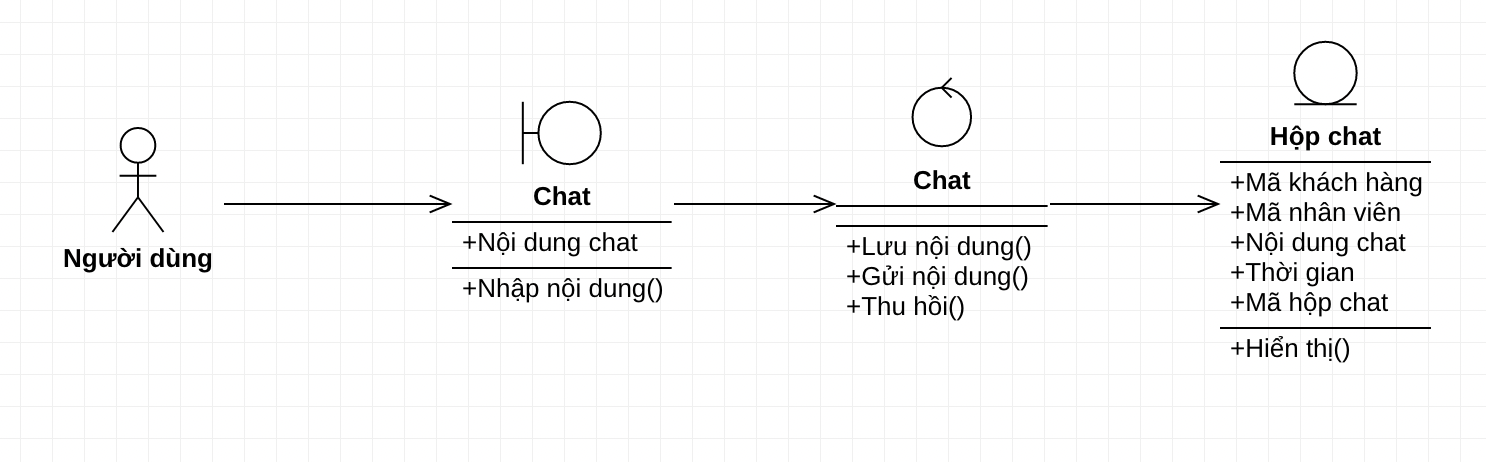 Người dùng
Chat
+Nội dung chat
+Nhập nội dung()
Chat
+Lưu nội dung()
+Gửi nội dung()
+Thu hồi()
Hộp chat
+Mã khách hàng
+Mã nhân viên
+Nội dung chat
+Thời gian
+Mã hộp chat
+Hiển thị()